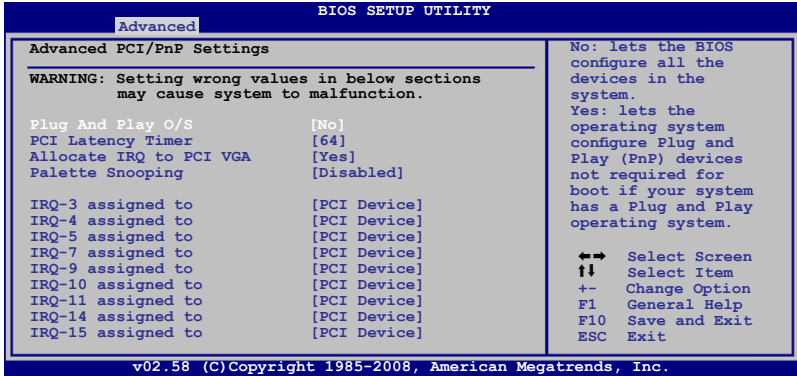 BIOS SETUP UTILITY
Advanced
Advanced PCI/PnP Settings
WARNING: Setting wrong values in below sections
may cause system to malfunction.
Plug And Play O/S [No]
PCI Latency Timer [64]
Allocate IRQ to PCI VGA [Yes]
Palette Snooping [Disabled]
IRQ-3 assigned to [PCI Device]
IRQ-4 assigned to [PCI Device]
IRQ-5 assigned to [PCI Device]
IRQ-7 assigned to [PCI Device]
IRQ-9 assigned to [PCI Device]
IRQ-10 assigned to [PCI Device]
IRQ-11 assigned to [PCI Device]
IRQ-14 assigned to [PCI Device]
IRQ-15 assigned to [PCI Device]
No: lets the BIOS
configure all the
devices in the
system.
Yes: lets the
operating system
configure Plug and
Play (PnP) devices
not required for
boot if your system
has a Plug and Play
operating system.
←→ Select Screen
↑↓ Select Item
+- Change Option
F1 General Help
F10 Save and Exit
ESC Exit
v02.58 (C)Copyright 1985-2008, American Megatrends, Inc.